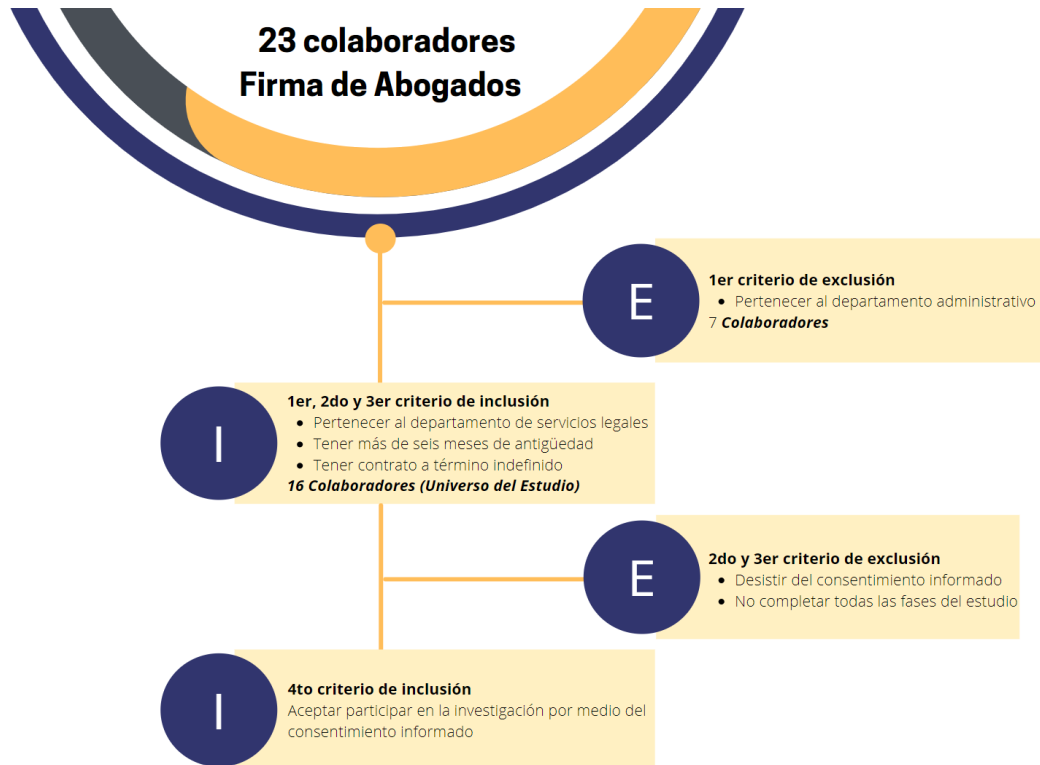 23 colaboradores
Firma de Abogados
E
1er criterio de exclusión
• Pertenecer al departamento administrativo
7 Colaboradores
I
1er, 2do y 3er criterio de inclusión
• Pertenecer al departamento de servicios legales
• Tener más de seis meses de antigüedad
• Tener contrato a término indefinido
16 Colaboradores (Universo del Estudio)
E
2do y 3er criterio de exclusión
• Desistir del consentimiento informado
• No completar todas las fases del estudio
I
4to criterio de inclusión
Aceptar participar en la investigación por medio del
consentimiento informado